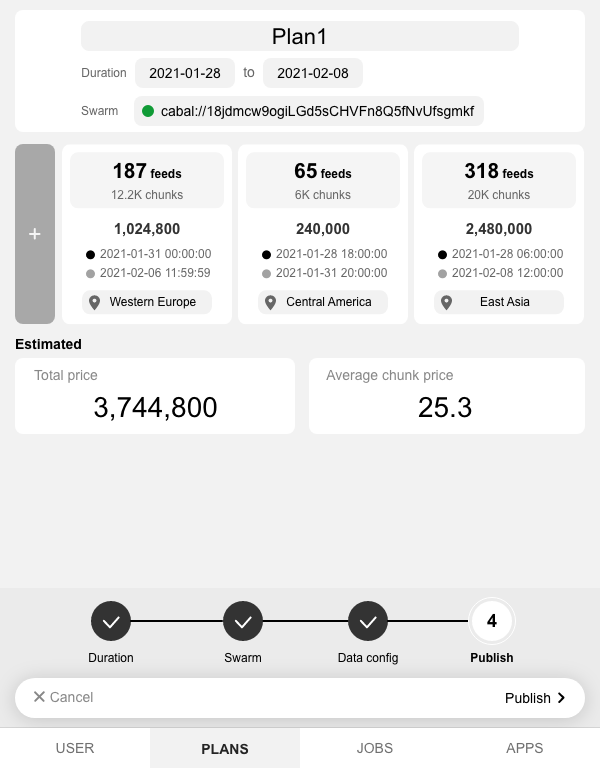 Plan1
Duration 2021-01-28 to 2021-02-08
Swarm cabal://18jdmcw9ogiLGd5sCHVFn8Q5fNvUfsgmkf
+
187 feeds
12.2K chunks
1,024,800
2021-01-31 00:00:00
2021-02-06 11:59:59
Western Europe
65 feeds
6K chunks
240,000
2021-01-28 18:00:00
2021-01-31 20:00:00
Central America
318 feeds
20K chunks
2,480,000
2021-01-28 06:00:00
2021-02-08 12:00:00
East Asia
Estimated
Total price
3,744,800
Average chunk price
25.3
4
Duration Swarm Data config Publish
Cancel Publish
USER PLANS JOBS APPS